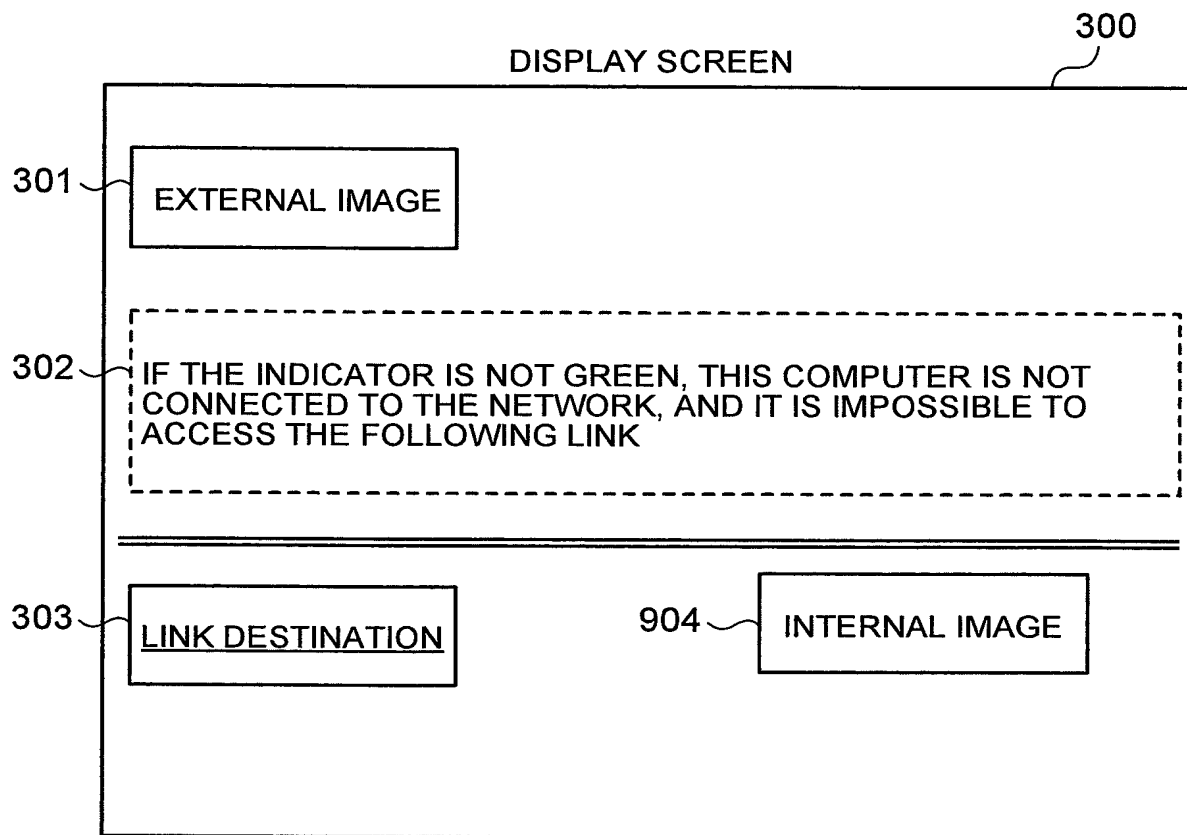 300
DISPLAY SCREEN
301
EXTERNAL IMAGE
302
IF THE INDICATOR IS NOT GREEN, THIS COMPUTER IS NOT
CONNECTED TO THE NETWORK, AND IT IS IMPOSSIBLE TO
ACCESS THE FOLLOWING LINK
303
LINK DESTINATION
904
INTERNAL IMAGE